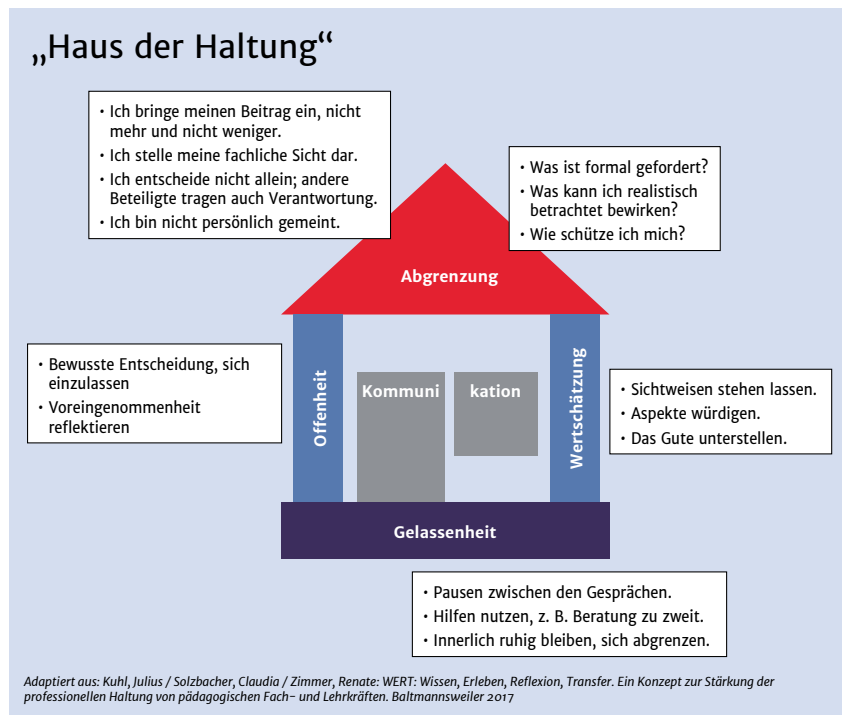 „Haus der Haltung“
• Ich bringe meinen Beitrag ein, nicht
mehr und nicht weniger.
• Ich stelle meine fachliche Sicht dar.
• Ich entscheide nicht allein; andere
Beteiligte tragen auch Verantwortung.
• Ich bin nicht persönlich gemeint.
• Was ist formal gefordert?
• Was kann ich realistisch
betrachtet bewirken?
• Wie schütze ich mich?
Abgrenzung
• Bewusste Entscheidung, sich
einzulassen
• Voreingenommenheit
reflektieren
Offenheit
Kommuni
kation
Wertschätzung
• Sichtweisen stehen lassen.
• Aspekte würdigen.
• Das Gute unterstellen.
Gelassenheit
• Pausen zwischen den Gesprächen.
• Hilfen nutzen, z. B. Beratung zu zweit.
• Innerlich ruhig bleiben, sich abgrenzen.
Adaptiert aus: Kuhl, Julius / Solzbacher, Claudia / Zimmer, Renate: WERT: Wissen, Erleben, Reflexion, Transfer. Ein Konzept zur Stärkung der
professionellen Haltung von pädagogischen Fach- und Lehrkräften. Baltmannsweiler 2017